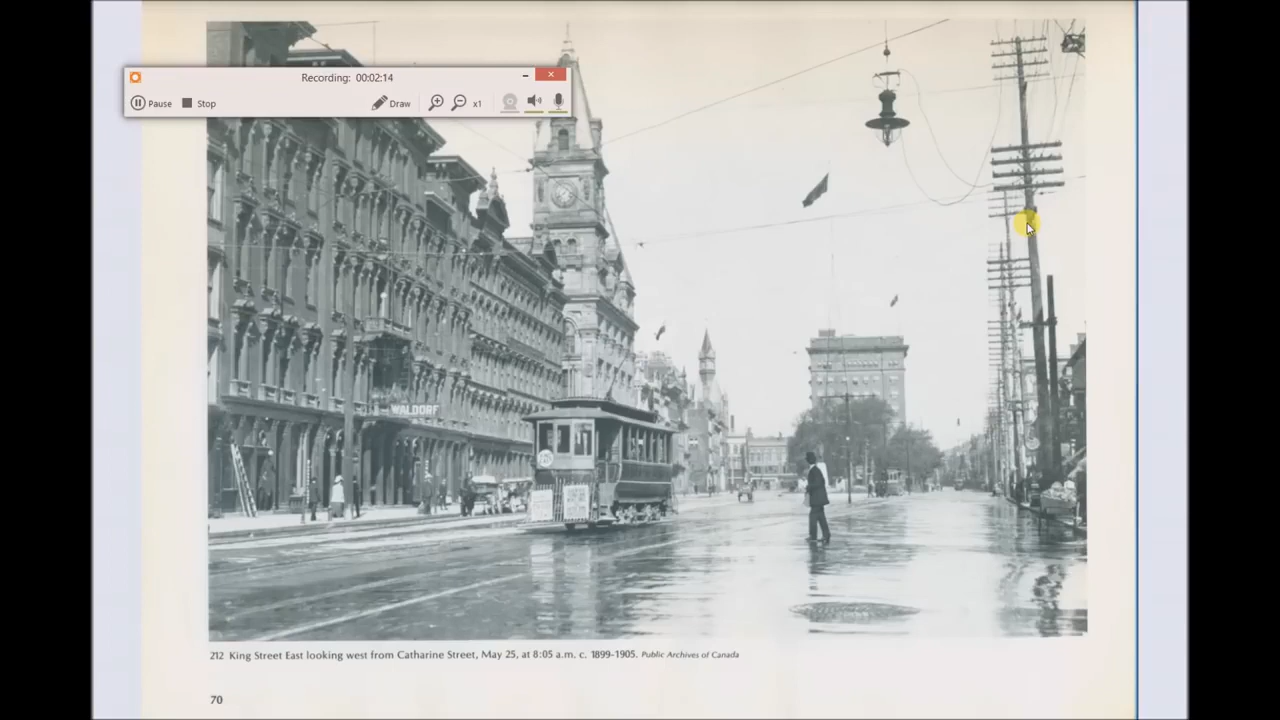 Recording: 00:02:14
Pause Stop Draw x1
WALDORF
212 King Street East looking west from Catharine Street, May 25, at 8:05 a.m. c. 1899-1905. Public Archives of Canada
70